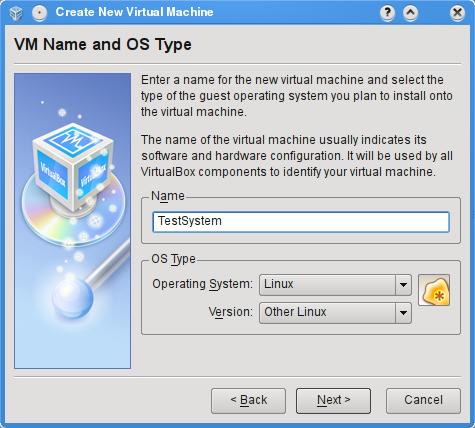 Create New Virtual Machine
VM Name and OS Type
Enter a name for the new virtual machine and select the
type of the guest operating system you plan to install onto
the virtual machine.
The name of the virtual machine usually indicates its
software and hardware configuration. It will be used by all
VirtualBox components to identify your virtual machine.
VirtualBox
VirtualBox
Name
TestSystem
OS Type
Operating System: Linux
Version: Other Linux
< Back
Next >
Cancel